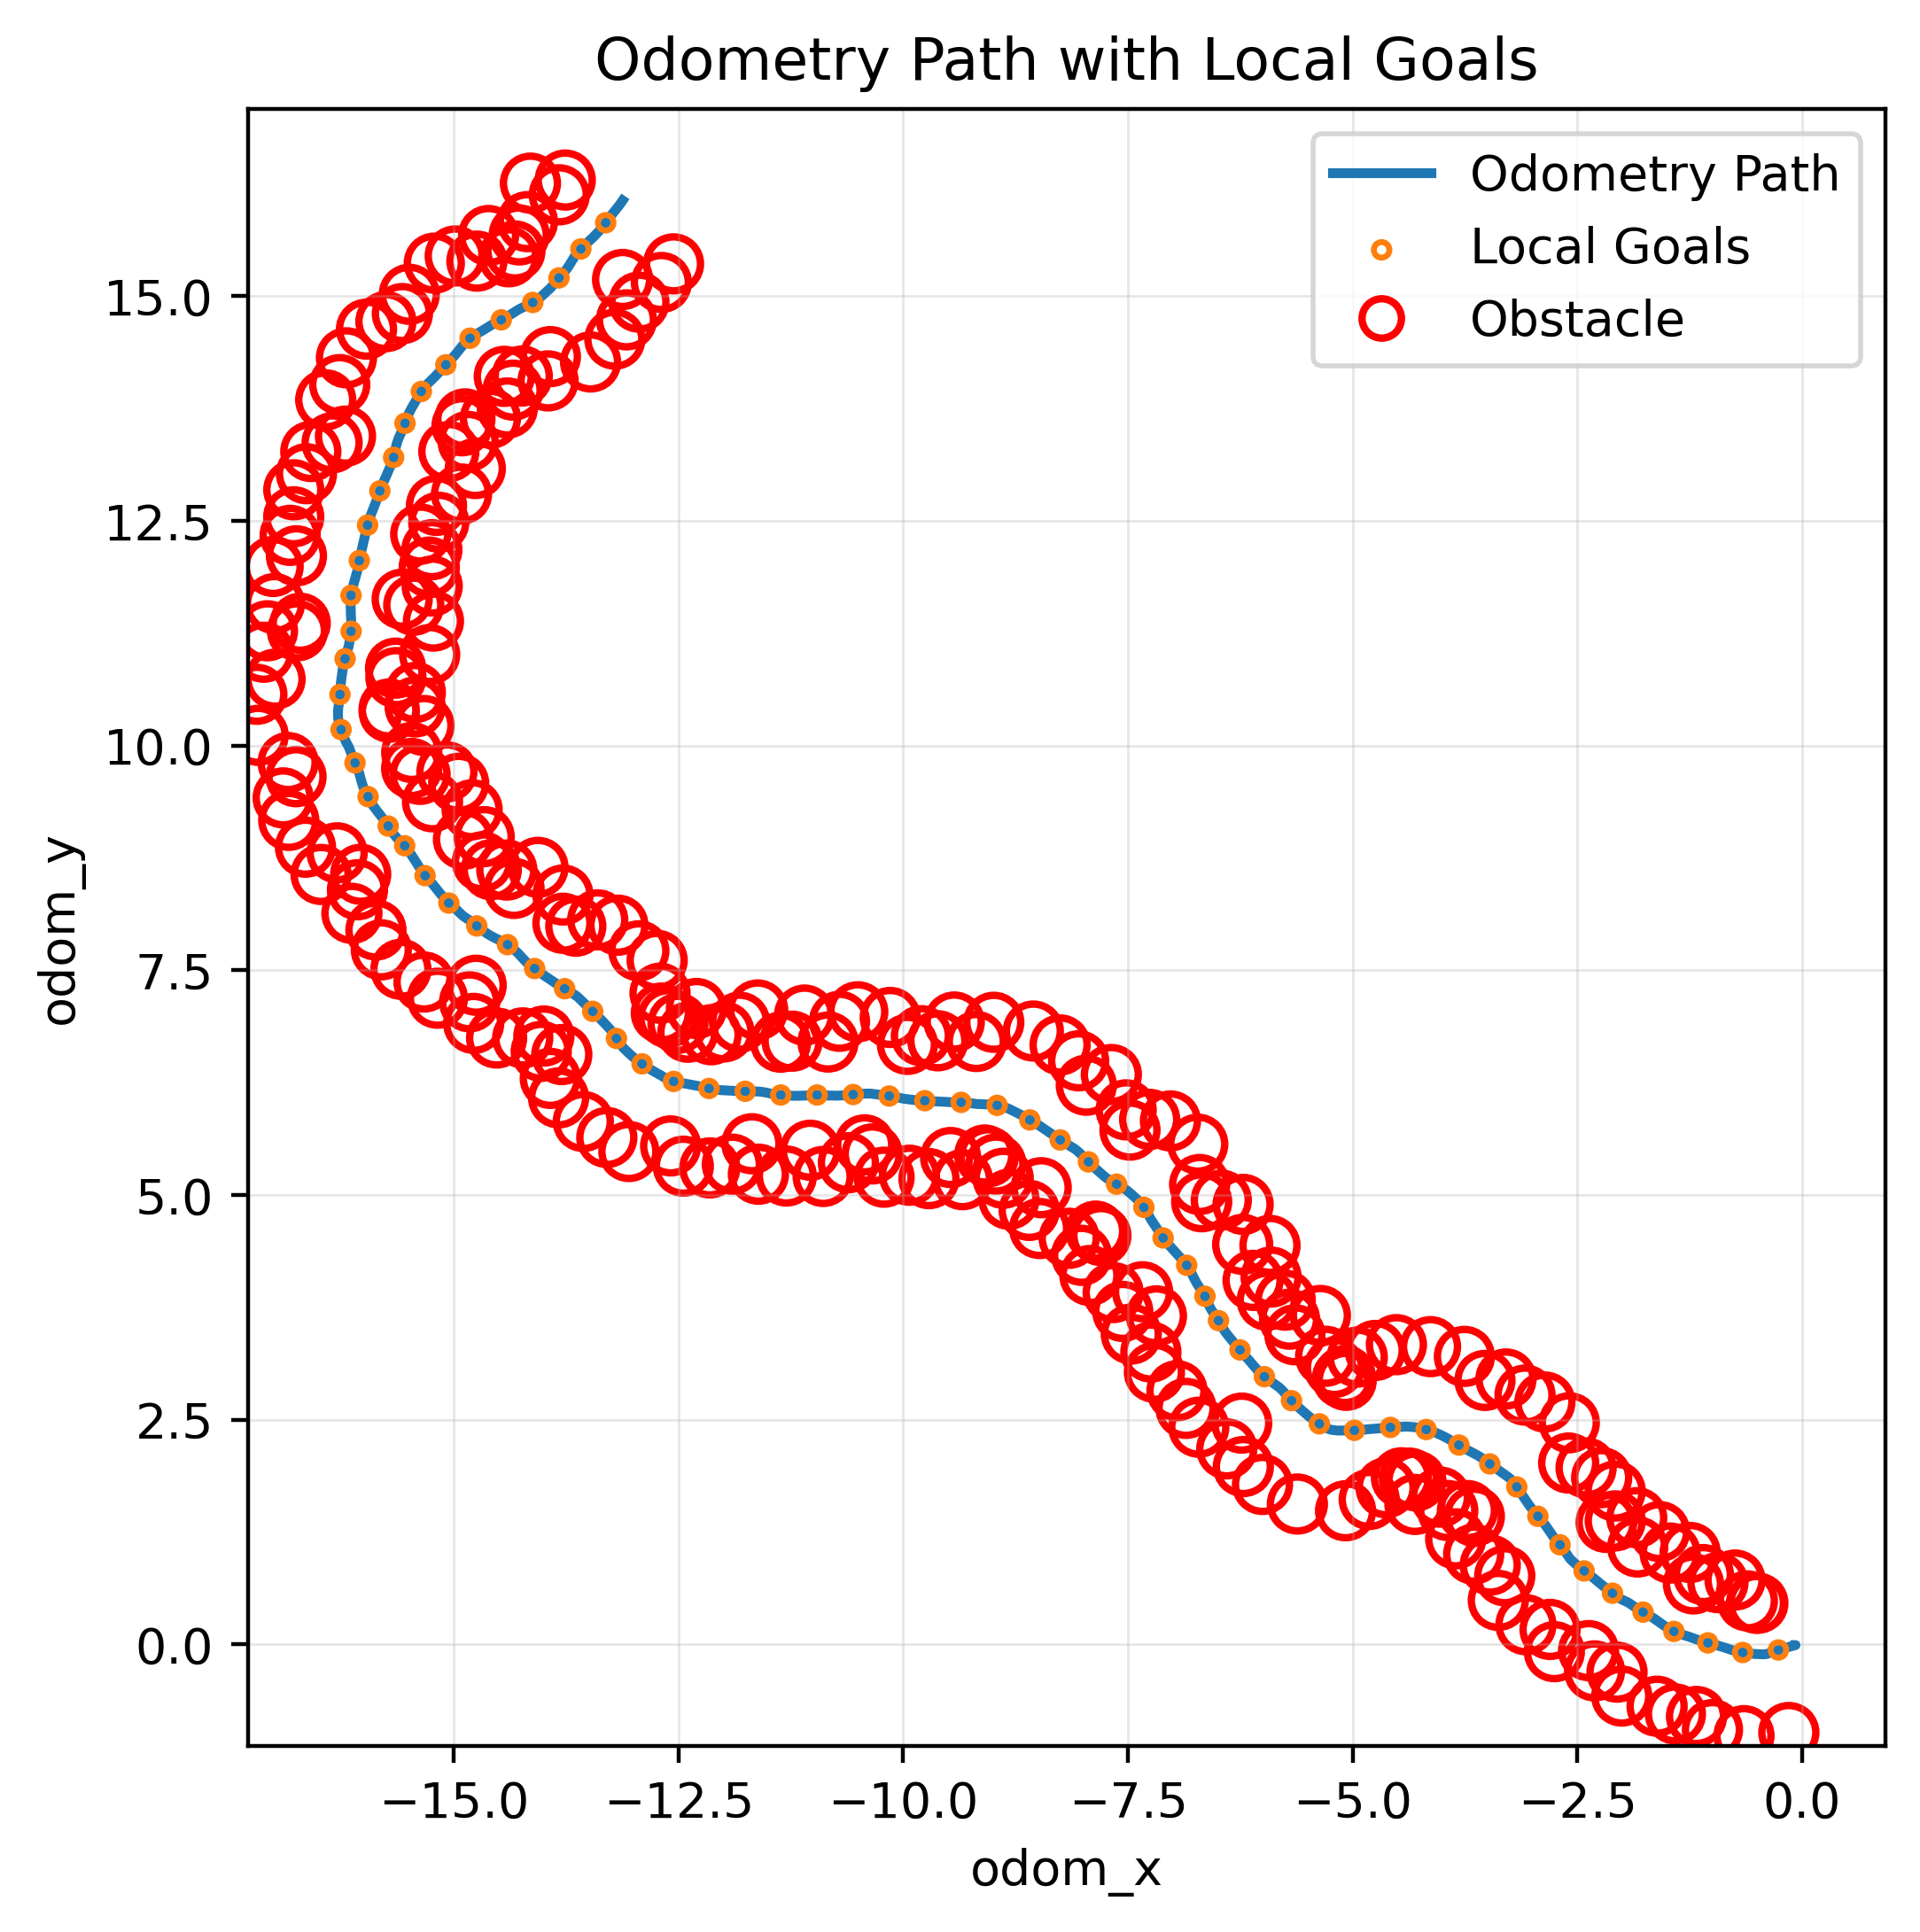 Odometry Path with Local Goals
Odometry Path
Local Goals
Obstacle
15.0
12.5
10.0
7.5
5.0
2.5
0.0
odom_y
−15.0 −12.5 −10.0 −7.5 −5.0 −2.5 0.0
odom_x